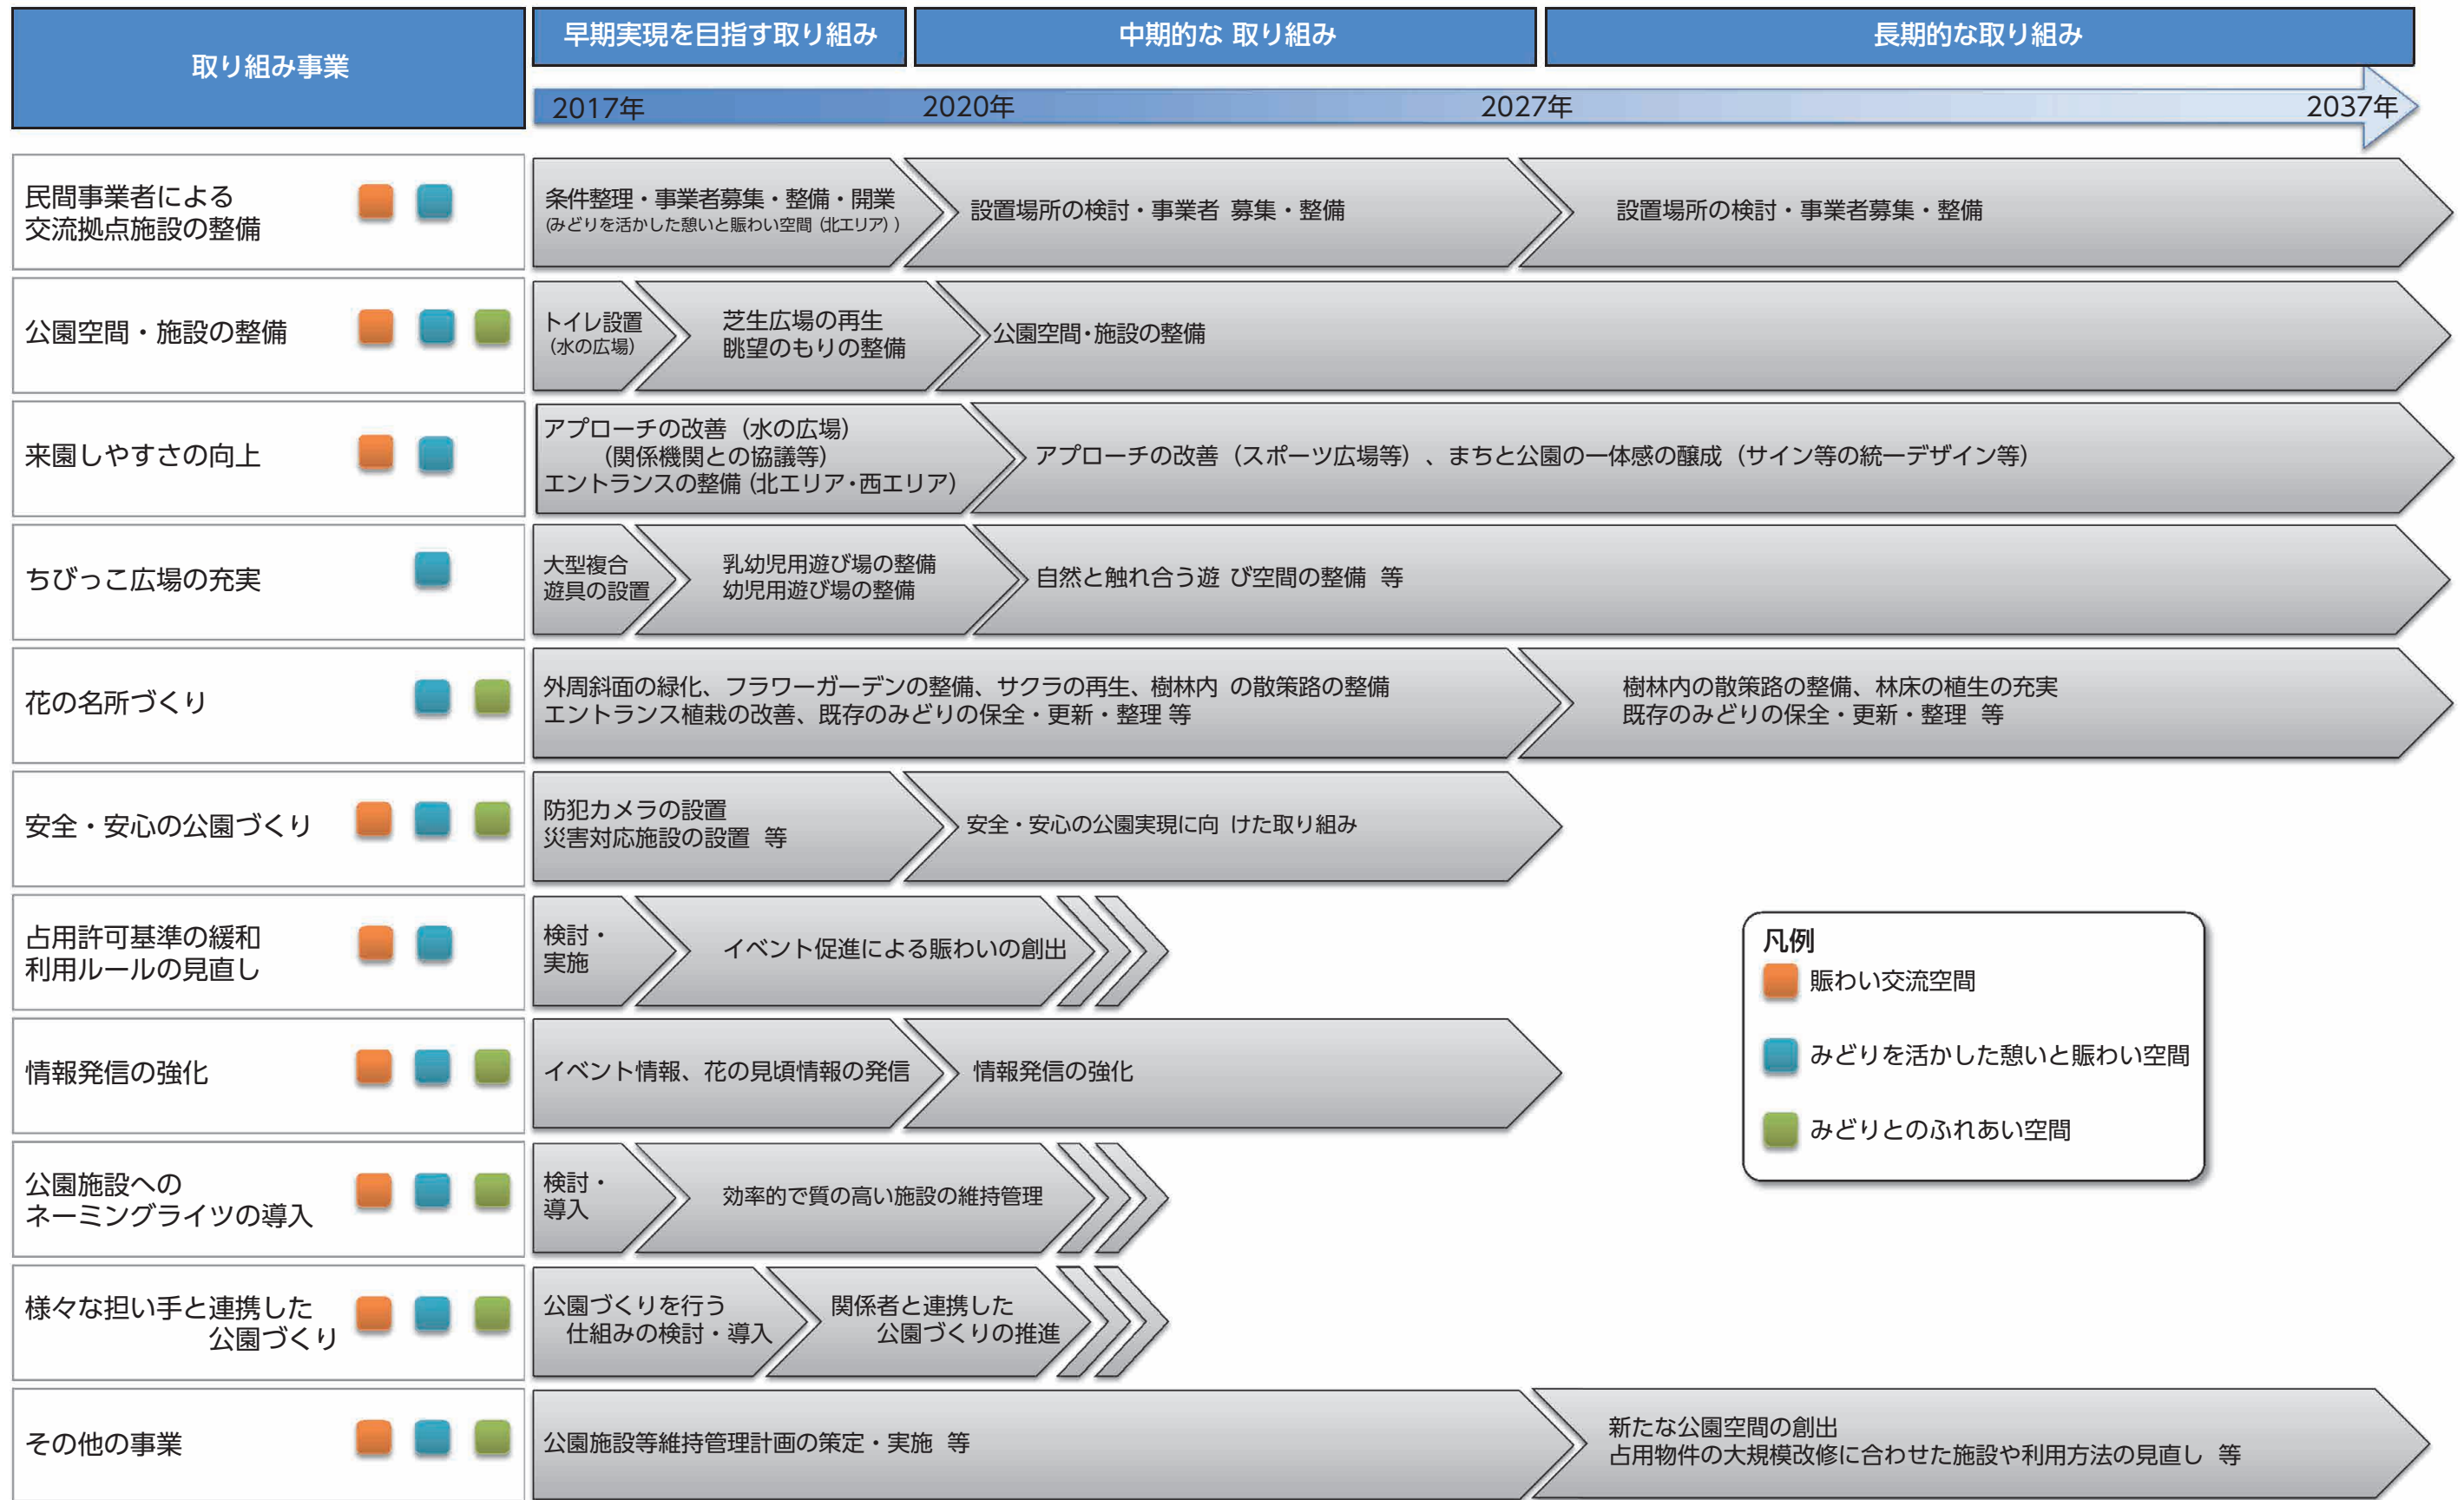 取り組み事業
早期実現を目指す取り組み
中期的な 取り組み
長期的な取り組み
2017年
2020年
2027年
2037年
民間事業者による
交流拠点施設の整備
条件整理・事業者募集・整備・開業
(みどりを活かした憩いと賑わい空間（北エリア））
設置場所の検討・事業者 募集・整備
設置場所の検討・事業者募集・整備
公園空間・施設の整備
トイレ設置
（水の広場）
芝生広場の再生
眺望のもりの整備
公園空間・施設の整備
来園しやすさの向上
アプローチの改善（水の広場）
（関係機関との協議等）
エントランスの整備（北エリア・西エリア）
アプローチの改善（スポーツ広場等）、まちと公園の一体感の醸成（サイン等の統一デザイン等）
ちびっこ広場の充実
大型複合
遊具の設置
乳幼児用遊び場の整備
幼児用遊び場の整備
自然と触れ合う遊 び空間の整備 等
花の名所づくり
外周斜面の緑化、フラワーガーデンの整備、サクラの再生、樹林内 の散策路の整備
エントランス植栽の改善、既存のみどりの保全・更新・整理 等
樹林内の散策路の整備、林床の植生の充実
既存のみどりの保全・更新・整理 等
安全・安心の公園づくり
防犯カメラの設置
災害対応施設の設置 等
安全・安心の公園実現に向 けた取り組み
占用許可基準の緩和
利用ルールの見直し
検討・
実施
イベント促進による賑わいの創出
情報発信の強化
イベント情報、花の見頃情報の発信
情報発信の強化
公園施設への
ネーミングライツの導入
検討・
導入
効率的で質の高い施設の維持管理
様々な担い手と連携した
公園づくり
公園づくりを行う
仕組みの検討・導入
関係者と連携した
公園づくりの推進
その他の事業
公園施設等維持管理計画の策定・実施 等
新たな公園空間の創出
占用物件の大規模改修に合わせた施設や利用方法の見直し 等
凡例
賑わい交流空間
みどりを活かした憩いと賑わい空間
みどりとのふれあい空間